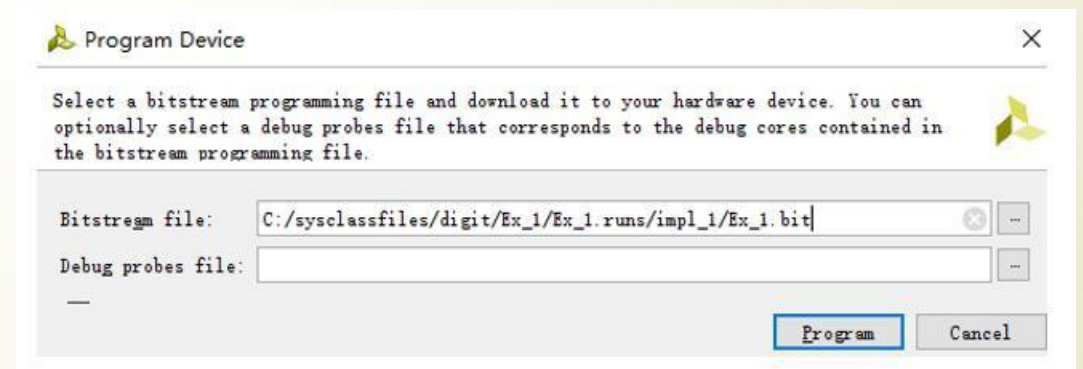 Program Device
Select a bitstream programming file and download it to your hardware device. You can
optionally select a debug probes file that corresponds to the debug cores contained in
the bitstream programming file.
Bitstream file: C:/sysclassfiles/digit/Ex_1/Ex_1.runs/impl_1/Ex_1.bit ...
Debug probes file: ...
Program Cancel